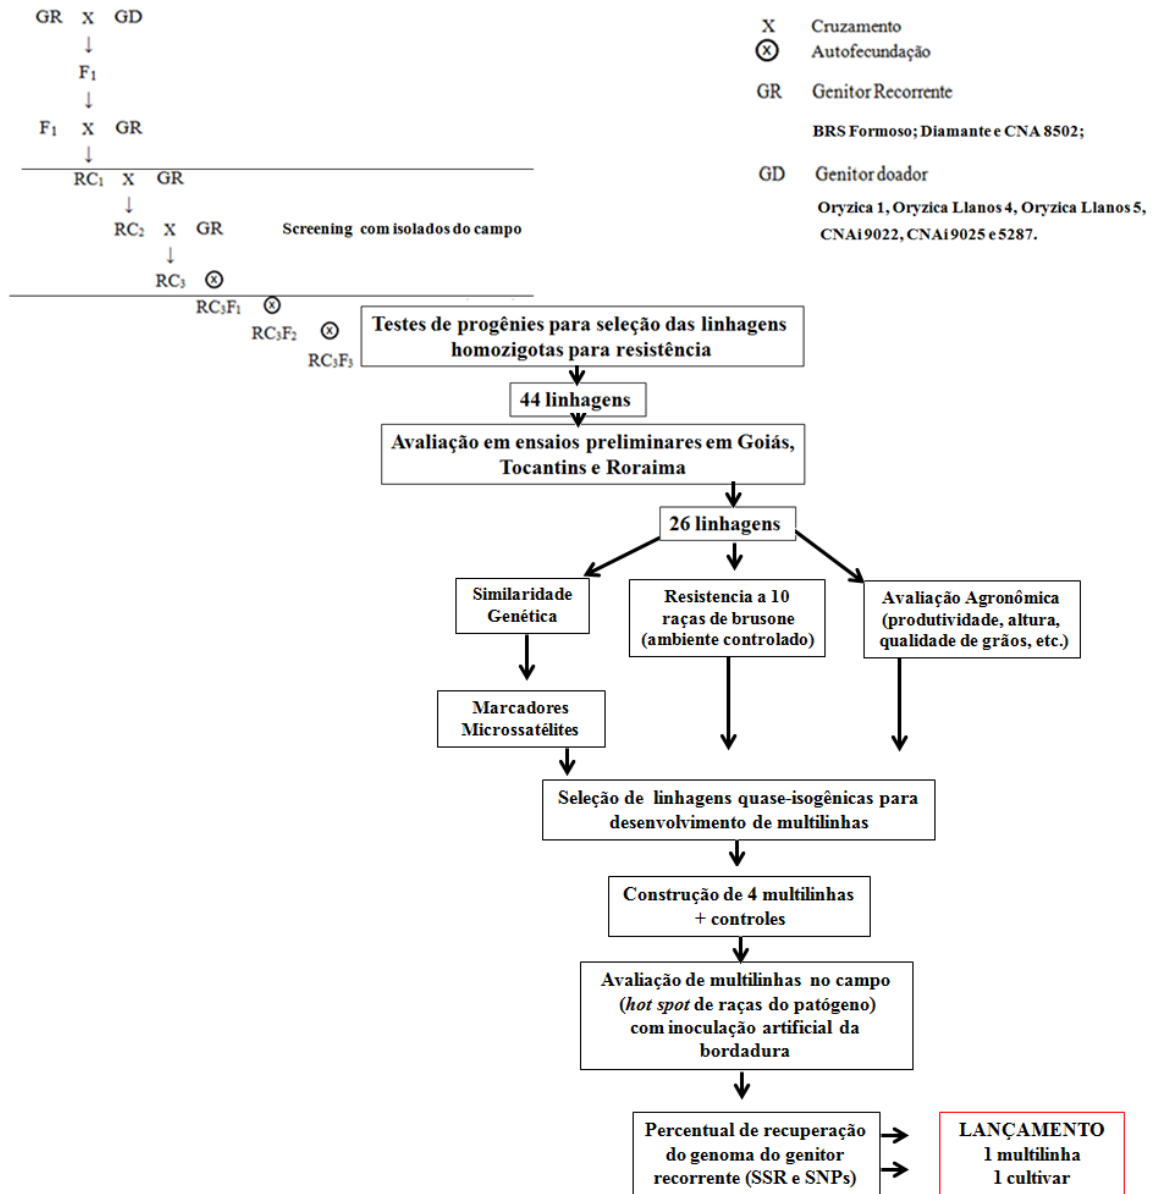 GR X GD
↓
F1
↓
F1 X GR
↓
RC1 X GR
↓
RC2 X GR
Screening com isolados do campo
↓
RC3 ⓧ
RC3F1 ⓧ
RC3F2 ⓧ
RC3F3
X Cruzamento
ⓧ Autofecundação
GR Genitor Recorrente
BRS Formoso; Diamante e CNA 8502;
GD Genitor doador
Oryzica 1, Oryzica Llanos 4, Oryzica Llanos 5,
CNAi 9022, CNAi 9025 e 5287.
Testes de progênies para seleção das linhagens
homozigotas para resistência
44 linhagens
Avaliação em ensaios preliminares em Goiás,
Tocantins e Roraima
26 linhagens
Similaridade
Genética
Resistencia a 10
raças de brusone
(ambiente controlado)
Avaliação Agronômica
(produtividade, altura,
qualidade de grãos, etc.)
Marcadores
Microssatélites
Seleção de linhagens quase-isogênicas para
desenvolvimento de multilinhas
Construção de 4 multilinhas
+ controles
Avaliação de multilinhas no campo
(hot spot de raças do patógeno)
com inoculação artificial da
bordadura
Percentual de recuperação
do genoma do genitor
recorrente (SSR e SNPs)
LANÇAMENTO
1 multilinha
1 cultivar